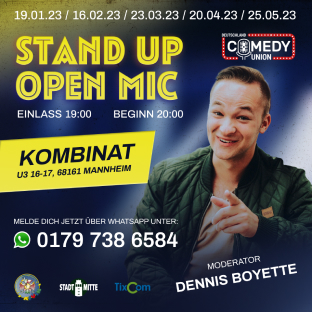 19.01.23 / 16.02.23 / 23.03.23 / 20.04.23 / 25.05.23
STAND UP
OPEN MIC
DEUTSCHLAND
COMEDY
UNION
EINLASS 19:00 BEGINN 20:00
KOMBINAT
U3 16-17, 68161 MANNHEIM
MELDE DICH JETZT ÜBER WHATSAPP UNTER:
0179 738 6584
MODERATOR
DENNIS BOYETTE
STADT MITTE
TixCom